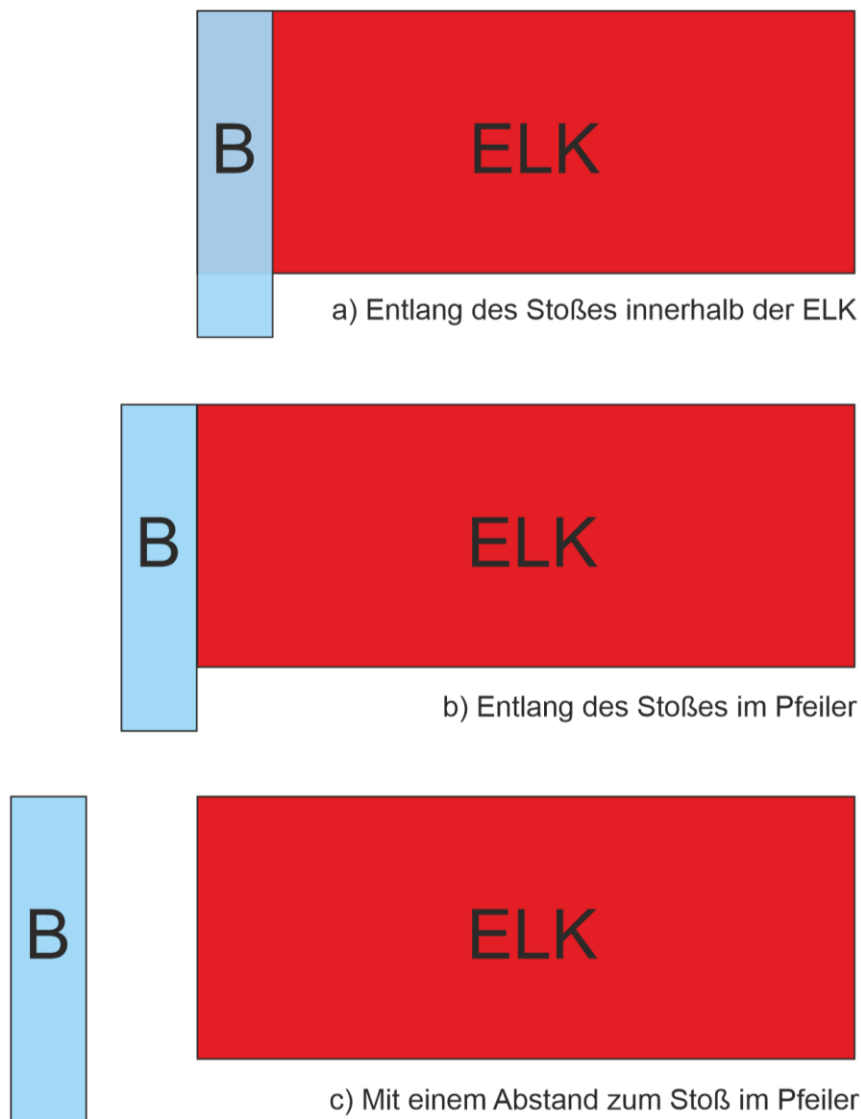 B ELK
a) Entlang des Stoßes innerhalb der ELK
B ELK
b) Entlang des Stoßes im Pfeiler
B ELK
c) Mit einem Abstand zum Stoß im Pfeiler